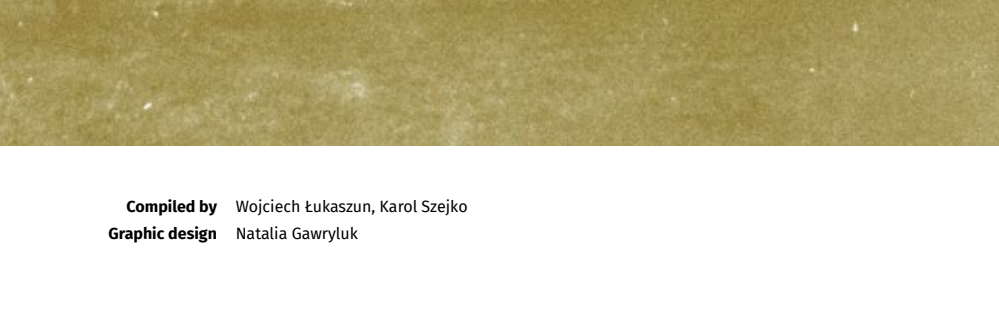 Compiled by Wojciech Łukaszun, Karol Szejko
Graphic design Natalia Gawryluk